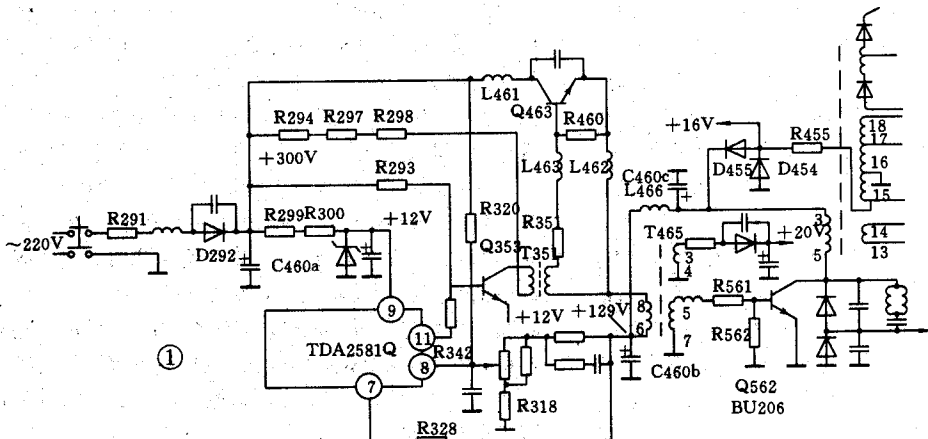 L461
Q463
R294 R297 R298
R460
+300V
R293
L463 L462
+16V
R455
D455 D454
18
17
16
15
C460c
L466
+
R291
~220V
R299 R300
+12V
R320
R351
D292
C460a
+
+
Q353
T351
T465
+20V
3
5
14
13
3
4
+
9
+12V
+129V
8
6
5
7
R561
R562
11
TDA2581Q
R342
8
7
+
C460b
①
R318
R328
Q562
BU206